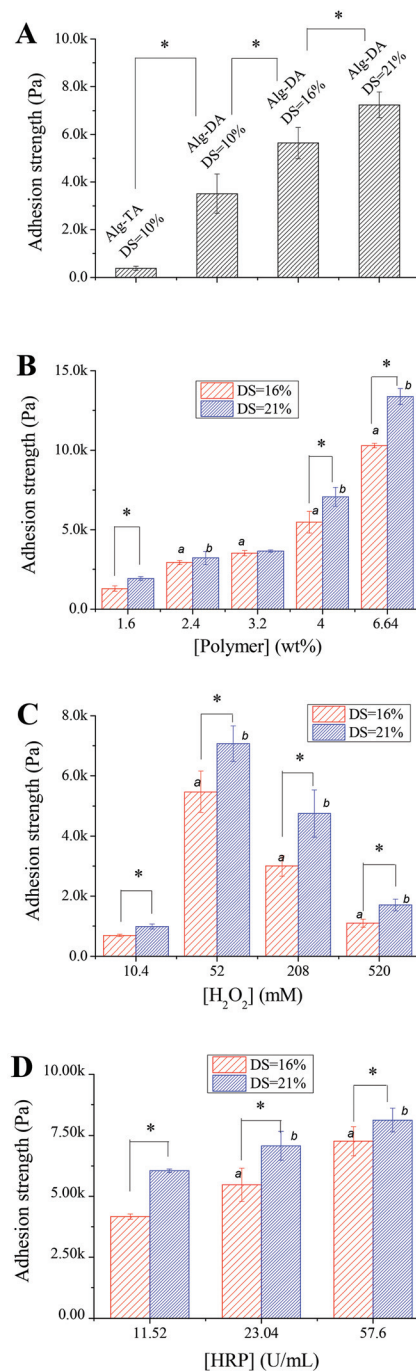 A
Adhesion strength (Pa)
10.0k
8.0k
6.0k
4.0k
2.0k
0.0
*
*
*
Alg-TA
DS=10%
Alg-DA
DS=10%
Alg-DA
DS=16%
Alg-DA
DS=21%
B
Adhesion strength (Pa)
15.0k
10.0k
5.0k
0.0
DS=16%
DS=21%
*
a
b
a
*
a
b
*
a
b
1.6
2.4
3.2
4
6.64
[Polymer] (wt%)
C
Adhesion strength (Pa)
8.0k
6.0k
4.0k
2.0k
0.0
DS=16%
DS=21%
*
*
a
b
*
a
b
*
a
b
10.4
52
208
520
[H₂O₂] (mM)
D
Adhesion strength (Pa)
10.00k
7.50k
5.00k
2.50k
0.00
DS=16%
DS=21%
*
*
a
b
*
a
b
11.52
23.04
57.6
[HRP] (U/mL)